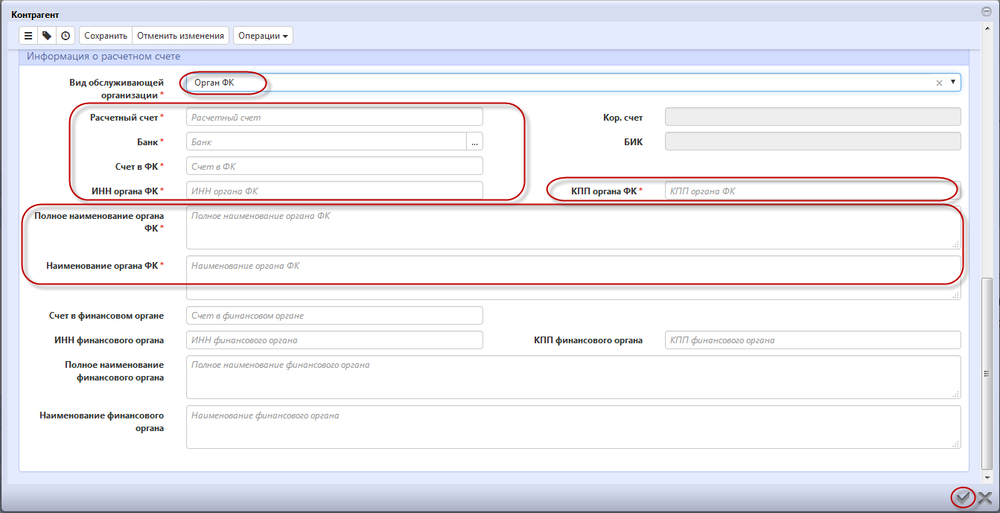 Контрагент
Сохранить Отменить изменения Операции
Информация о расчетном счете
Вид обслуживающей
организации *
Орган ФК
Расчетный счет * Расчетный счет Кор. счет
Банк * Банк ... БИК
Счет в ФК * Счет в ФК
ИНН органа ФК * ИНН органа ФК КПП органа ФК * КПП органа ФК
Полное наименование органа
ФК *
Полное наименование органа ФК
Наименование органа ФК * Наименование органа ФК
Счет в финансовом органе Счет в финансовом органе
ИНН финансового органа ИНН финансового органа КПП финансового органа КПП финансового органа
Полное наименование
финансового органа
Полное наименование финансового органа
Наименование финансового
органа
Наименование финансового органа